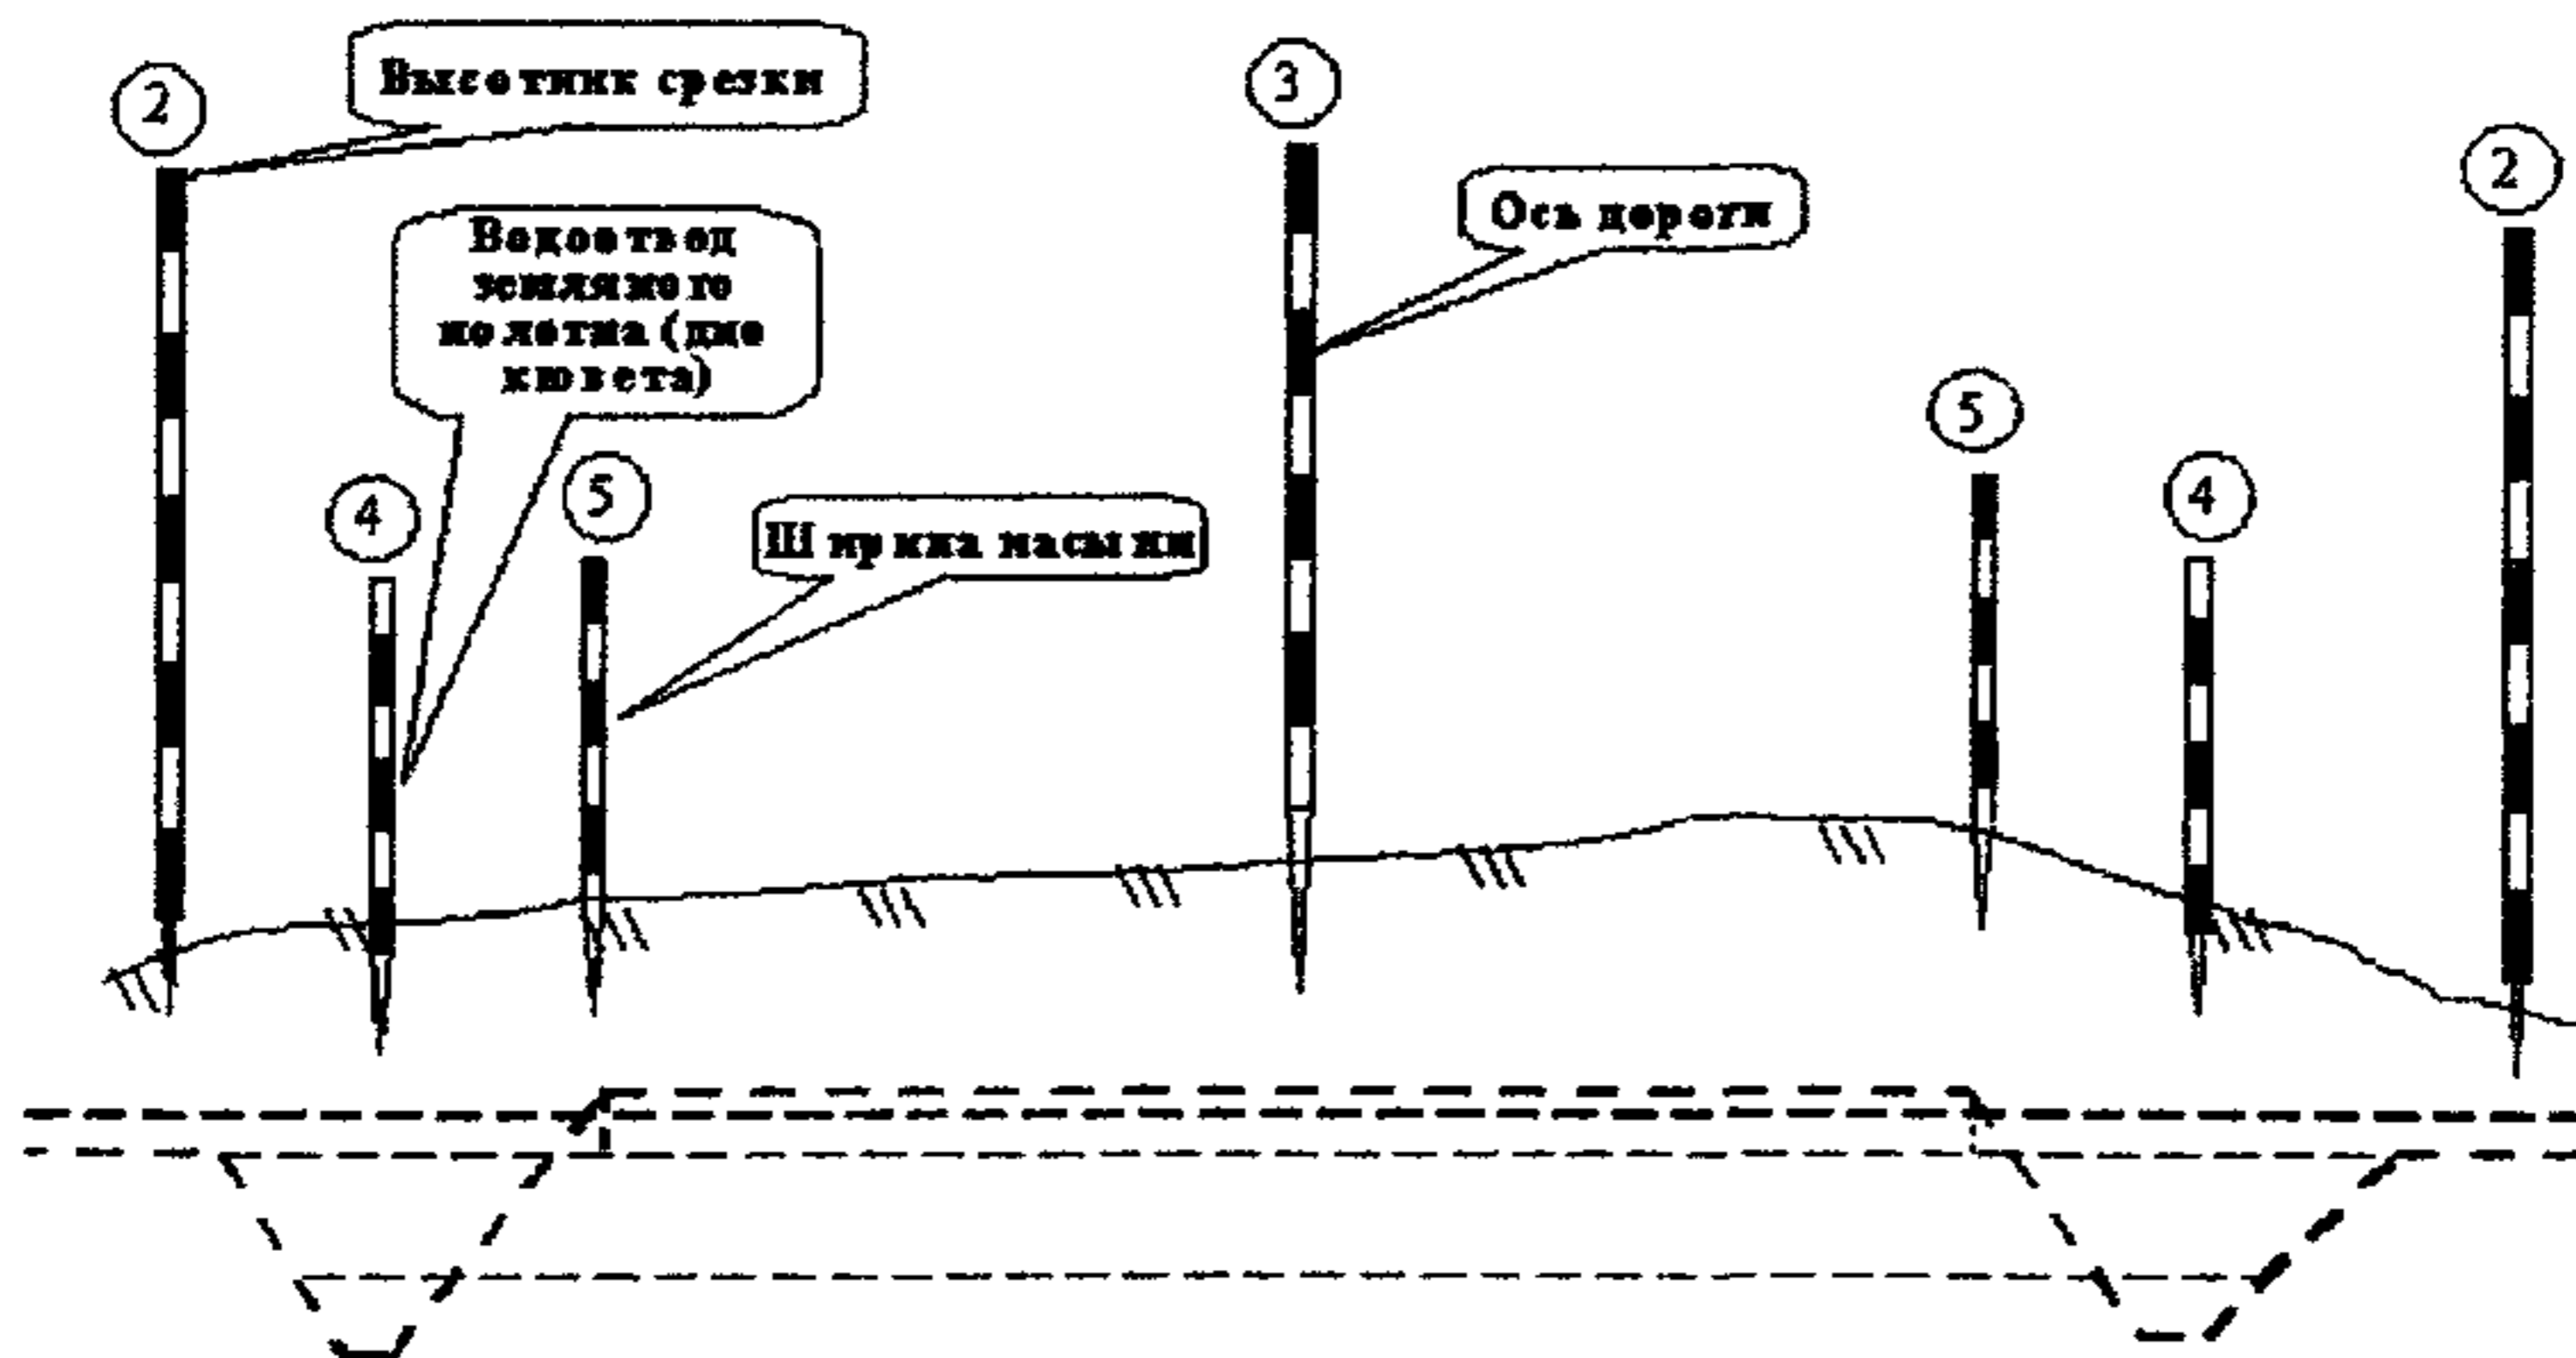 2
Высотник срезки
3
2
Ось дороги
Водоотвод
земляного
полотна (дно
кювета)
5
4
5
4
Ширина насыпи